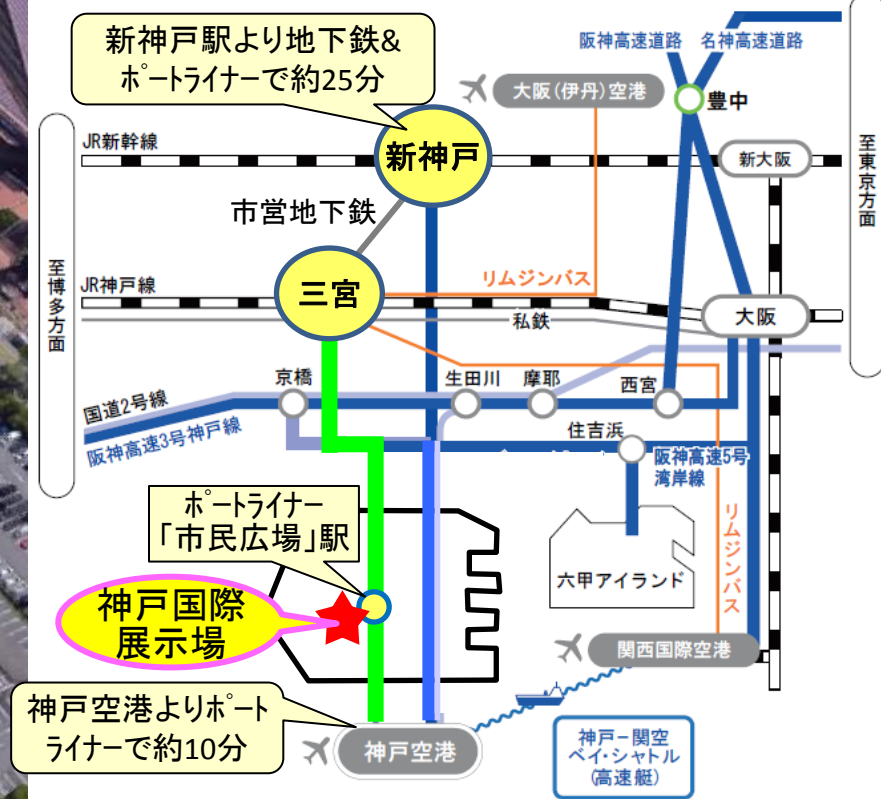 新神戸駅より地下鉄&
ポートライナーで約25分
阪神高速道路
名神高速道路
大阪(伊丹)空港
豊中
JR新幹線
新神戸
新大阪
至東京方面
市営地下鉄
至博多方面
JR神戸線
三宮
リムジンバス
私鉄
大阪
京橋
生田川
摩耶
西宮
国道2号線
阪神高速3号神戸線
住吉浜
阪神高速5号
湾岸線
ポートライナー
「市民広場」駅
リムジンバス
六甲アイランド
神戸国際
展示場
関西国際空港
神戸空港よりポート
ライナーで約10分
神戸空港
神戸－関空
ベイ・シャトル
(高速艇)